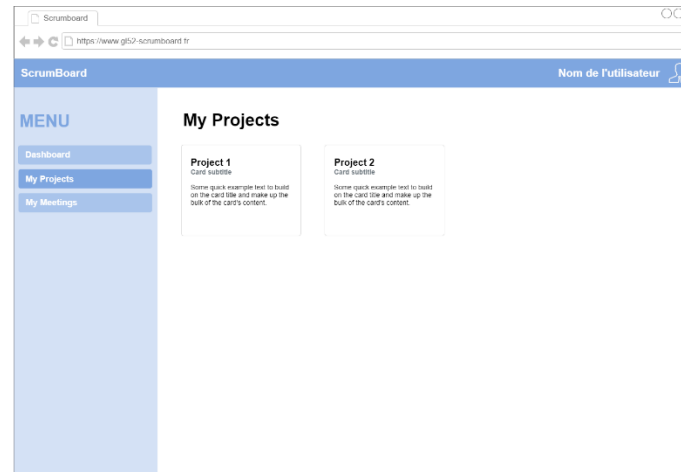 Scrumboard
https://www.gl52-scrumboard.fr
ScrumBoard
Nom de l'utilisateur
MENU
Dashboard
My Projects
My Meetings
My Projects
Project 1
Card subtitle
Some quick example text to build
on the card title and make up the
bulk of the card's content.
Project 2
Card subtitle
Some quick example text to build
on the card title and make up the
bulk of the card's content.